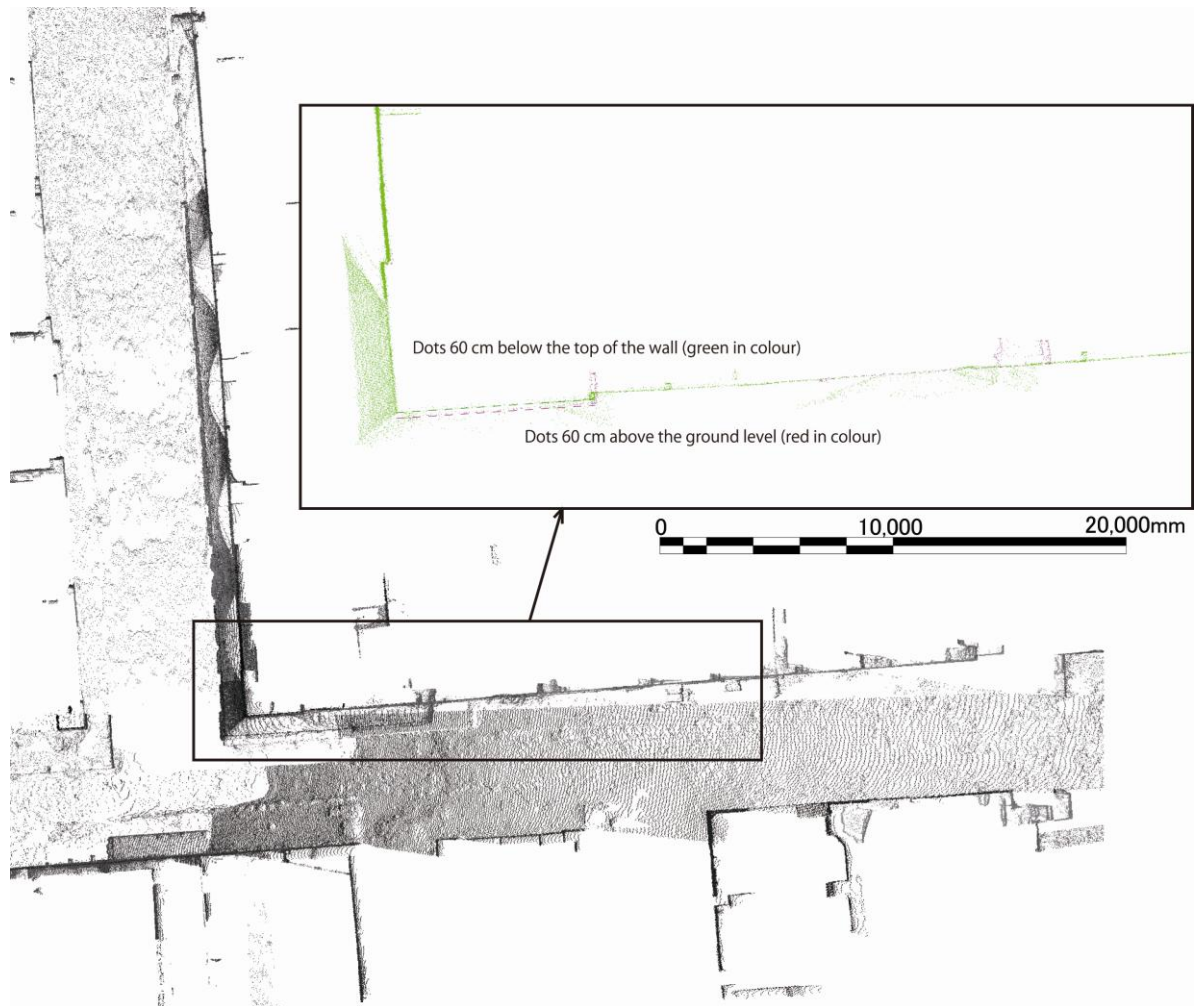 Dots 60 cm below the top of the wall (green in colour)
Dots 60 cm above the ground level (red in colour)
0 10,000 20,000mm